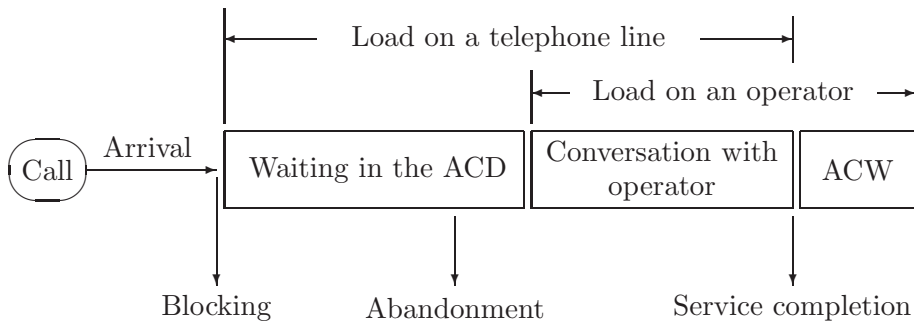 Load on a telephone line
Load on an operator
Call
Arrival
Waiting in the ACD
Conversation with
operator
ACW
Blocking
Abandonment
Service completion